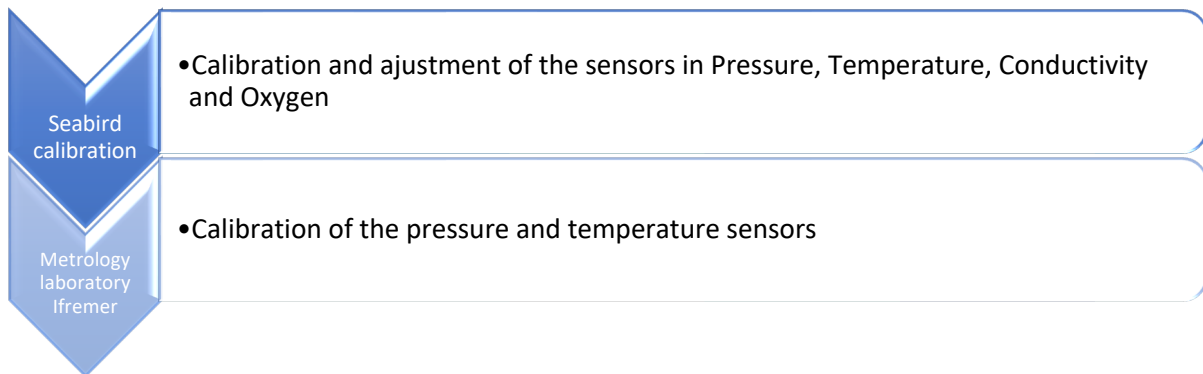 •Calibration and ajustment of the sensors in Pressure, Temperature, Conductivity
and Oxygen
Seabird
calibration
•Calibration of the pressure and temperature sensors
Metrology
laboratory
Ifremer